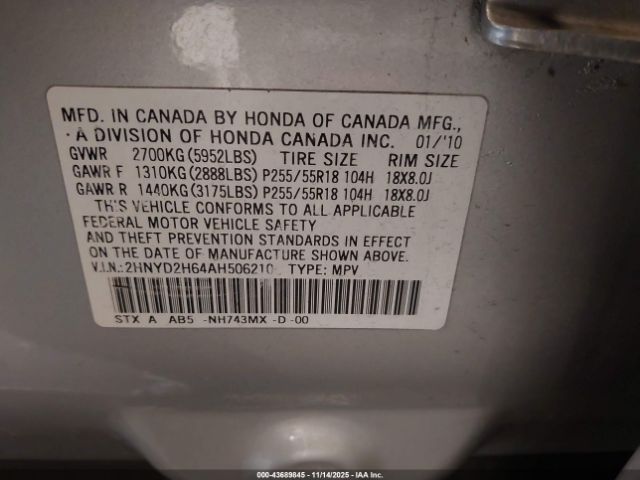 MFD. IN CANADA BY HONDA OF CANADA MFG.,
A DIVISION OF HONDA CANADA INC. 01/'10
GVWR 2700KG (5952LBS) TIRE SIZE RIM SIZE
GAWR F 1310KG (2888LBS) P255/55R18 104H 18X8.0J
GAWR R 1440KG (3175LBS) P255/55R18 104H 18X8.0J
THIS VEHICLE CONFORMS TO ALL APPLICABLE
FEDERAL MOTOR VEHICLE SAFETY
AND THEFT PREVENTION STANDARDS IN EFFECT
ON THE DATE OF MANUFACTURE SHOWN ABOVE.
V.I.N.: 2HNYD2H64AH506210 TYPE: MPV
STX A AB5 -NH743MX -D -00
000-43689845 - 11/14/2025 - IAA Inc.